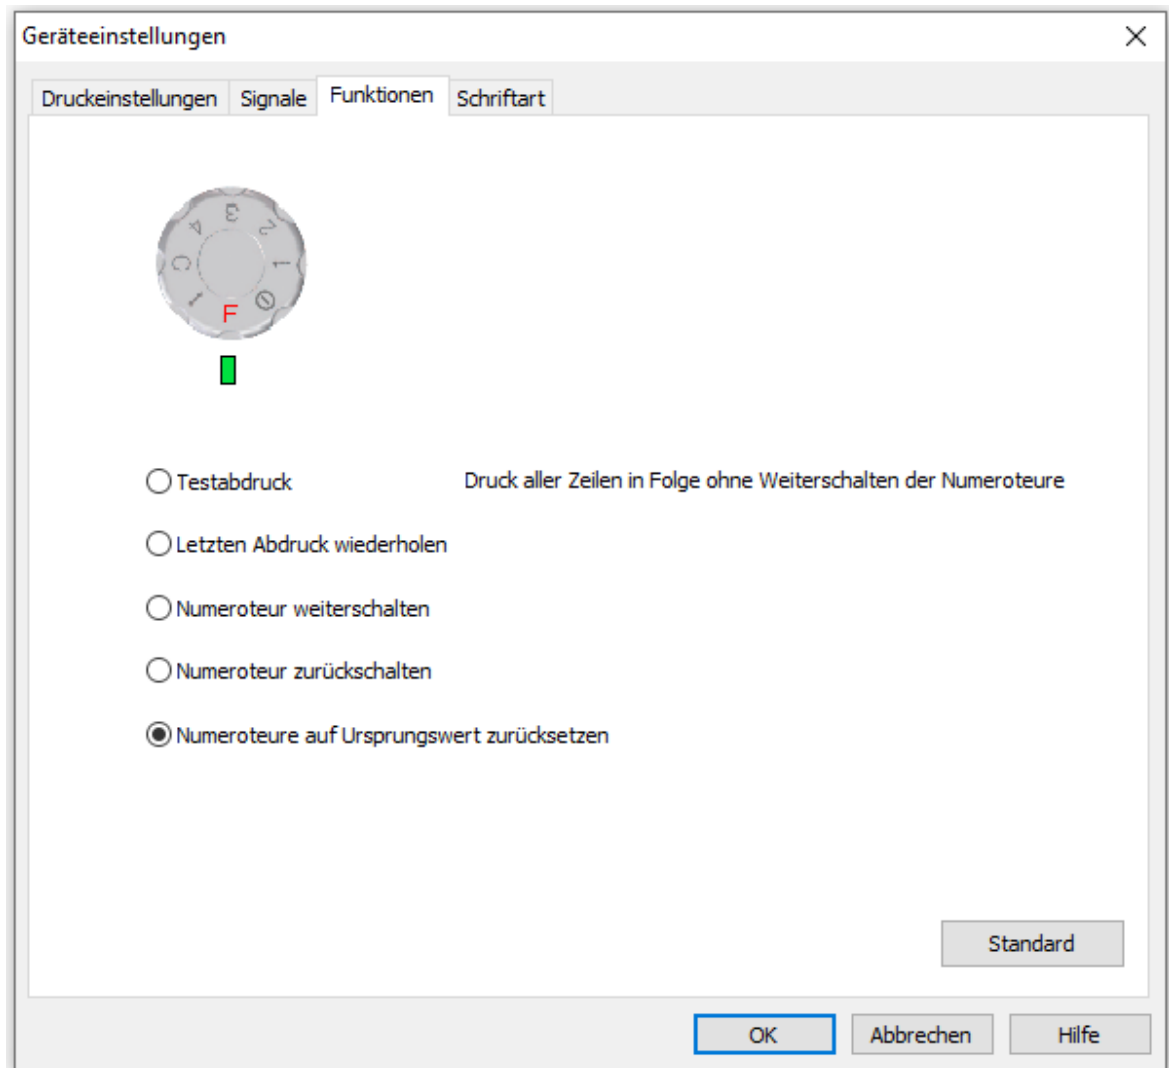 Geräteeinstellungen
Druckeinstellungen Signale Funktionen Schriftart
3
4 2
C 1
F
Testabdruck Druck aller Zeilen in Folge ohne Weiterschalten der Numeroteure
Letzten Abdruck wiederholen
Numeroteur weiterschalten
Numeroteur zurückschalten
Numeroteure auf Ursprungswert zurücksetzen
Standard
OK Abbrechen Hilfe